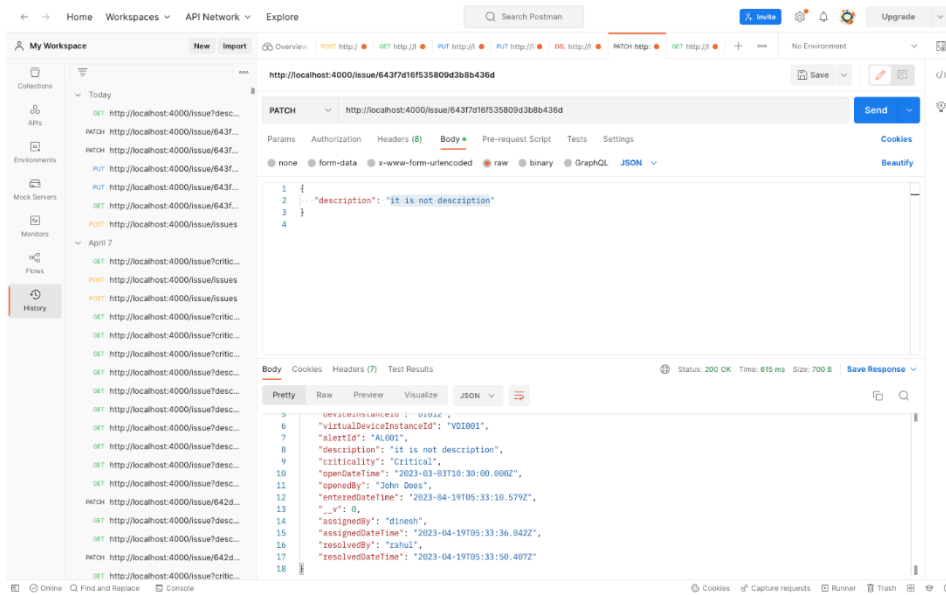 Home Workspaces API Network Explore Search Postman Invite Upgrade
My Workspace New Import Overview POST http:/ GET http://l PUT http://l PUT http://l DEL http://l PATCH http: GET http://l + No Environment
Collections
APIs
Environments
Mock Servers
Monitors
Flows
History
Today
GET http://localhost:4000/issue?desc...
PATCH http://localhost:4000/issue/643f...
PATCH http://localhost:4000/issue/643f...
PUT http://localhost:4000/issue/643f...
PUT http://localhost:4000/issue/643f...
GET http://localhost:4000/issue/643f...
POST http://localhost:4000/issue/issues
April 7
GET http://localhost:4000/issue?critic...
POST http://localhost:4000/issue/issues
POST http://localhost:4000/issue/issues
GET http://localhost:4000/issue?critic...
GET http://localhost:4000/issue?critic...
GET http://localhost:4000/issue?critic...
GET http://localhost:4000/issue?desc...
GET http://localhost:4000/issue?desc...
GET http://localhost:4000/issue?desc...
GET http://localhost:4000/issue?desc...
GET http://localhost:4000/issue?desc...
GET http://localhost:4000/issue?desc...
GET http://localhost:4000/issue?desc...
PATCH http://localhost:4000/issue/642d...
GET http://localhost:4000/issue?desc...
GET http://localhost:4000/issue?desc...
PATCH http://localhost:4000/issue/642d...
GET http://localhost:4000/issue?critic...
http://localhost:4000/issue/643f7d16f535809d3b8b436d Save
PATCH http://localhost:4000/issue/643f7d16f535809d3b8b436d Send
Params Authorization Headers (8) Body Pre-request Script Tests Settings Cookies
none form-data x-www-form-urlencoded raw binary GraphQL JSON Beautify
1 {
2 "description": "it is not description"
3 }
4
Body Cookies Headers (7) Test Results Status: 200 OK Time: 615 ms Size: 700 B Save Response
Pretty Raw Preview Visualize JSON
5 "deviceInstanceId": "DI012",
6 "virtualDeviceInstanceId": "VDI001",
7 "alertId": "AL001",
8 "description": "it is not description",
9 "criticality": "Critical",
10 "openDateTime": "2023-03-03T10:30:00.000Z",
11 "openedBy": "John Does",
12 "enteredDateTime": "2023-04-19T05:33:10.579Z",
13 "__v": 0,
14 "assignedBy": "dinesh",
15 "assignedDateTime": "2023-04-19T05:33:36.042Z",
16 "resolvedBy": "rahul",
17 "resolvedDateTime": "2023-04-19T05:33:50.407Z"
18 }
Online Find and Replace Console Cookies Capture requests Runner Trash